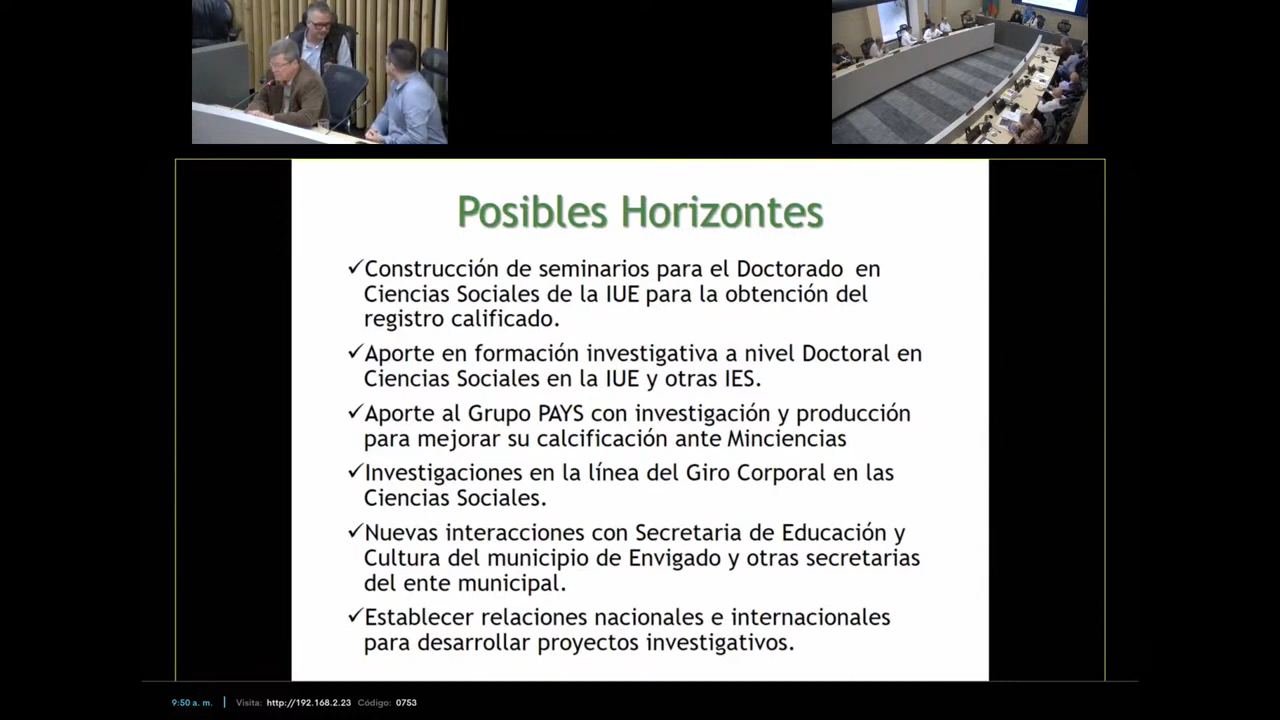 Posibles Horizontes
✓Construcción de seminarios para el Doctorado en
Ciencias Sociales de la IUE para la obtención del
registro calificado.
✓Aporte en formación investigativa a nivel Doctoral en
Ciencias Sociales en la IUE y otras IES.
✓Aporte al Grupo PAYS con investigación y producción
para mejorar su calcificación ante Minciencias
✓Investigaciones en la línea del Giro Corporal en las
Ciencias Sociales.
✓Nuevas interacciones con Secretaria de Educación y
Cultura del municipio de Envigado y otras secretarias
del ente municipal.
✓Establecer relaciones nacionales e internacionales
para desarrollar proyectos investigativos.
9:50 a. m. | Visita: http://192.168.2.23 Código: 0753